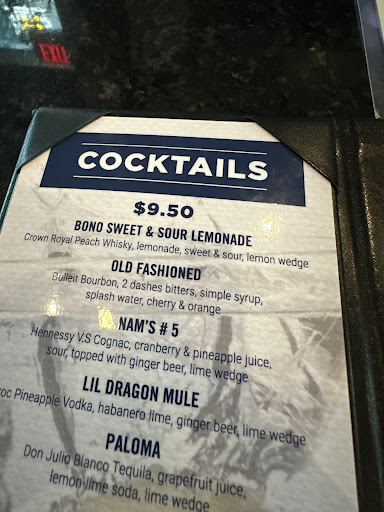 EXIT
COCKTAILS
$9.50
BONO SWEET & SOUR LEMONADE
Crown Royal Peach Whisky, lemonade, sweet & sour, lemon wedge
OLD FASHIONED
Bulleit Bourbon, 2 dashes bitters, simple syrup,
splash water, cherry & orange
NAM'S # 5
Hennessy V.S Cognac, cranberry & pineapple juice,
sour, topped with ginger beer, lime wedge
LIL DRAGON MULE
roc Pineapple Vodka, habanero lime, ginger beer, lime wedge
PALOMA
Don Julio Blanco Tequila, grapefruit juice,
lemon-lime soda, lime wedge